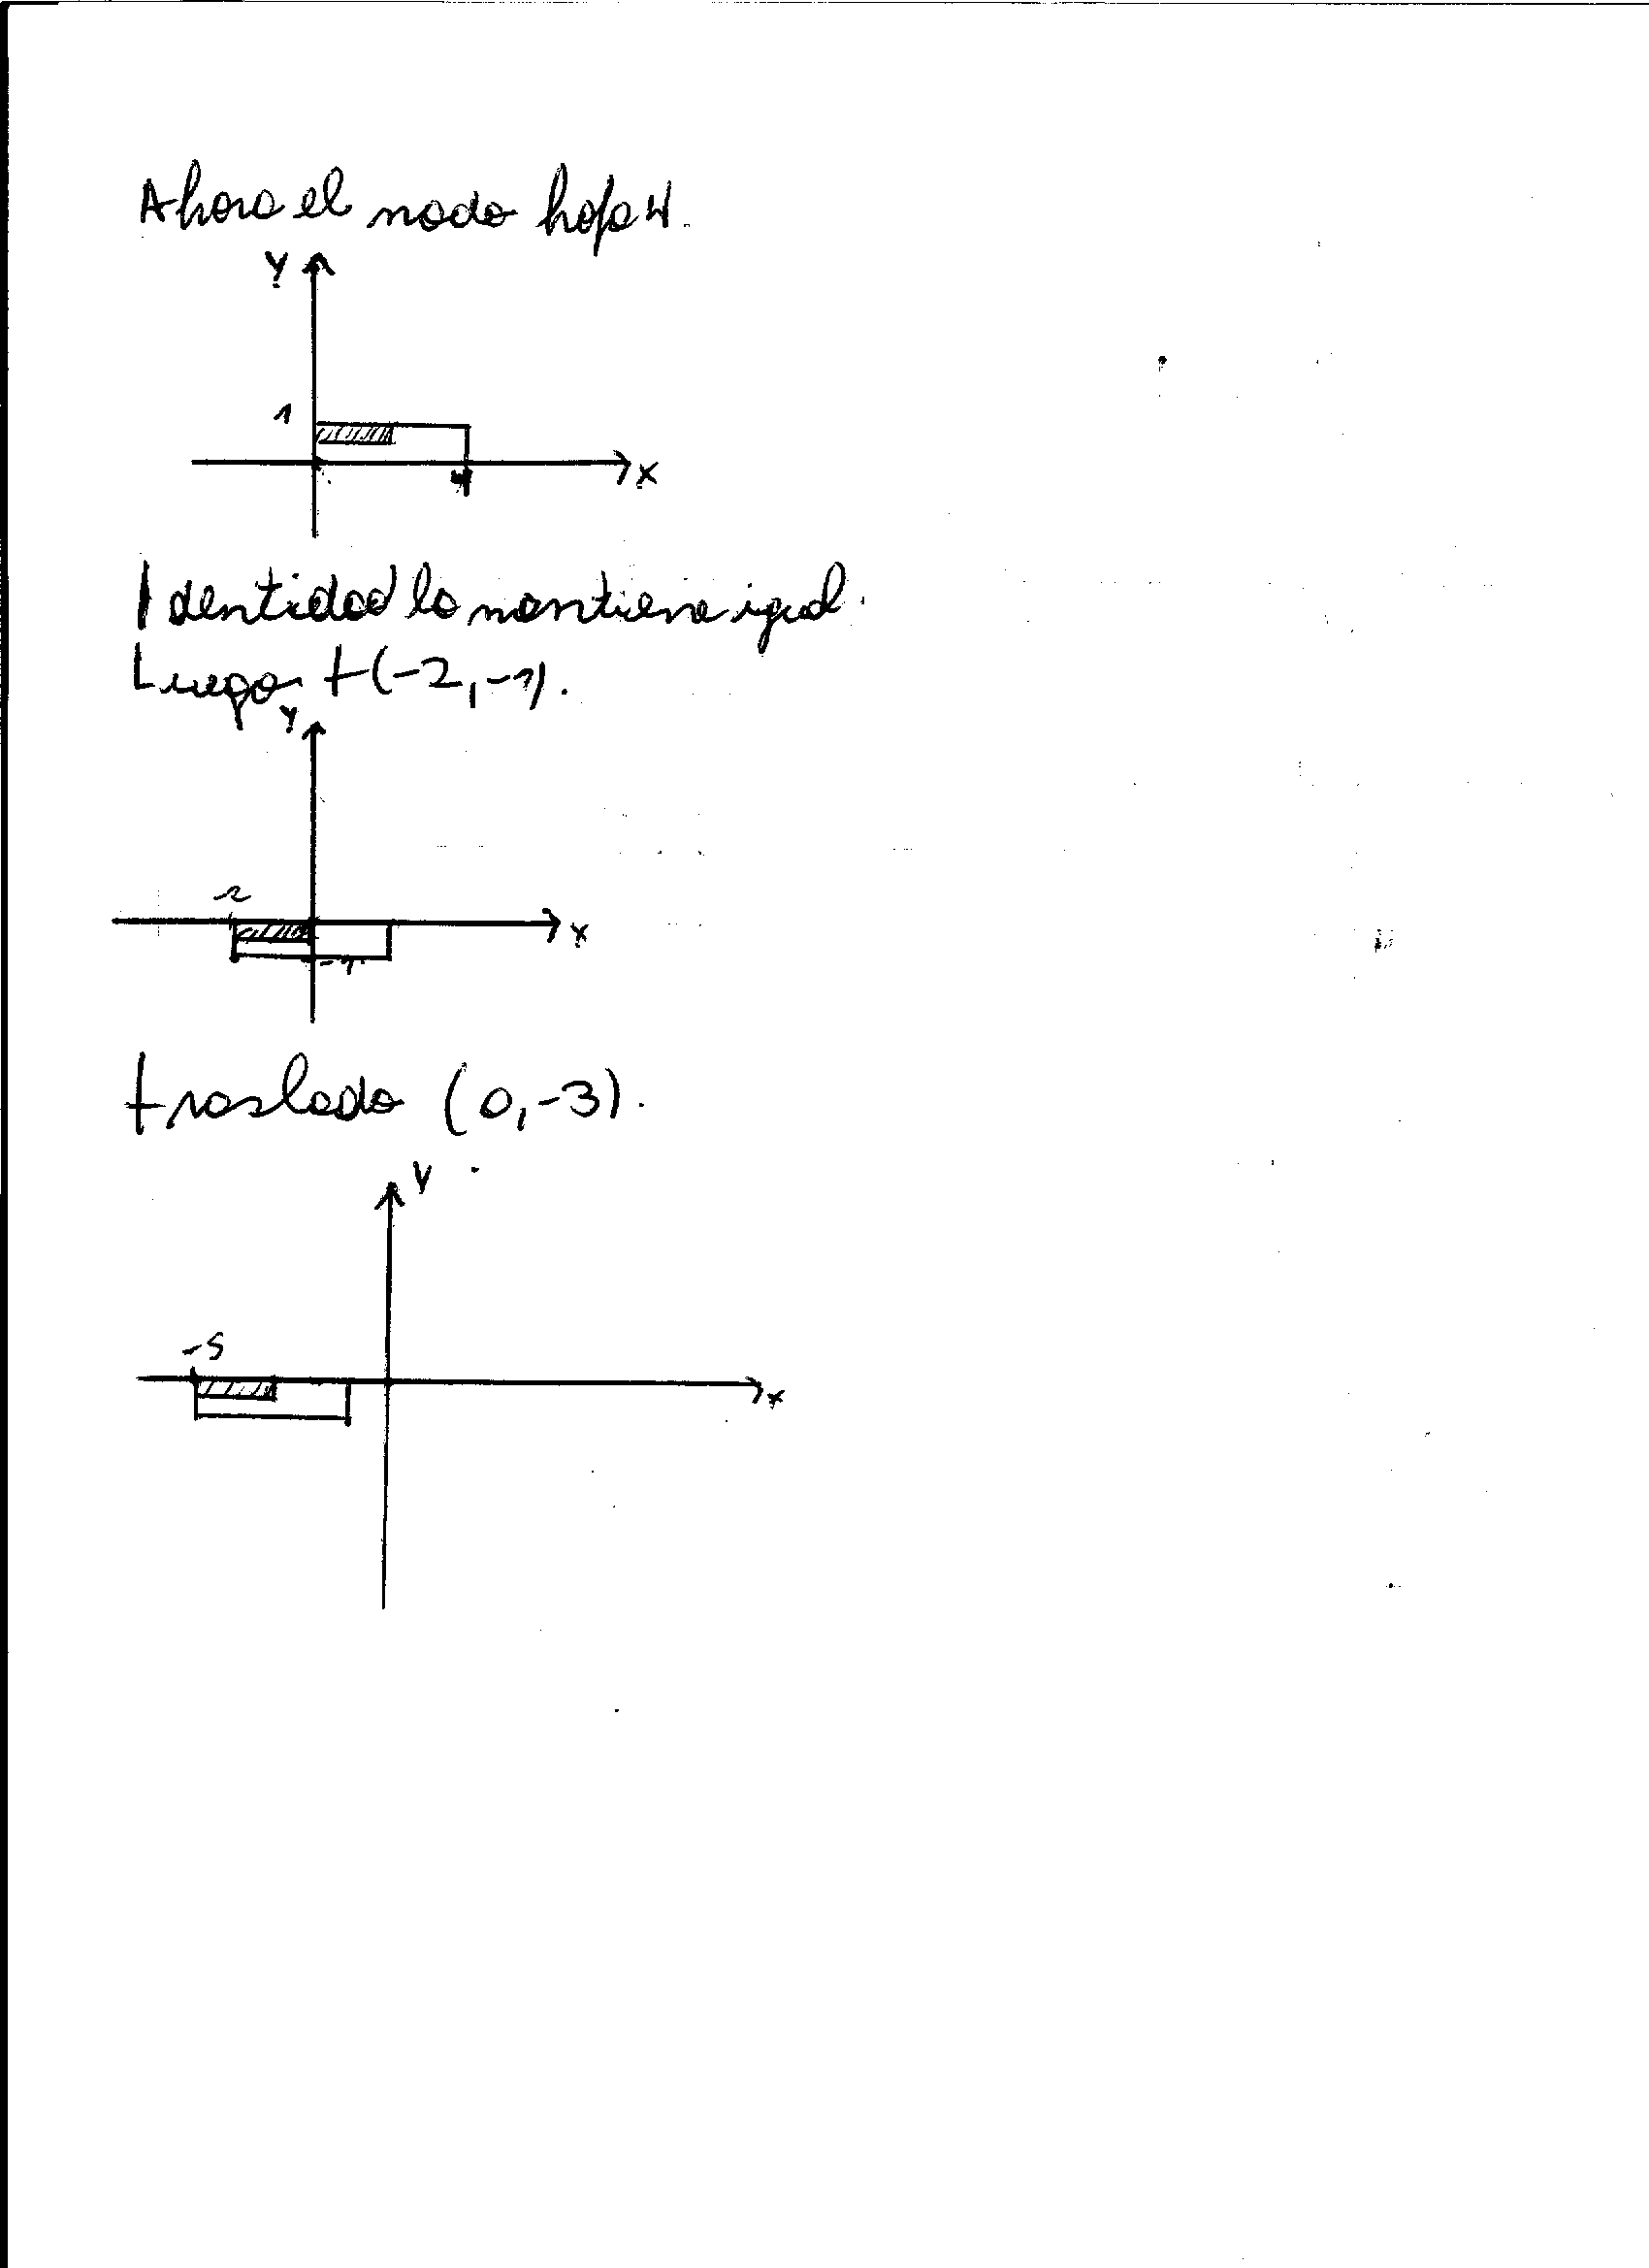 Ahora el nodo hoja 4.
Y
1
4
X
Identidad lo mantiene igual.
Luego t(-2,-1).
Y
-2
X
-1
traslado (0,-3).
Y
-5
X